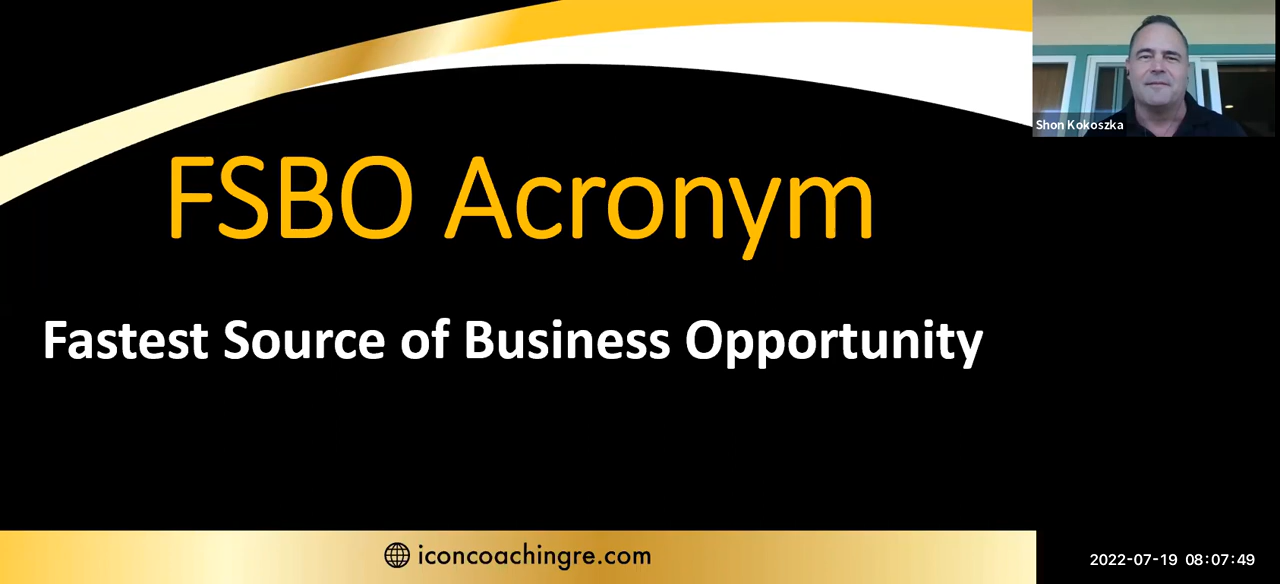 FSBO Acronym
Shon Kokoszka
Fastest Source of Business Opportunity
iconcoachingre.com
2022-07-19 08:07:49